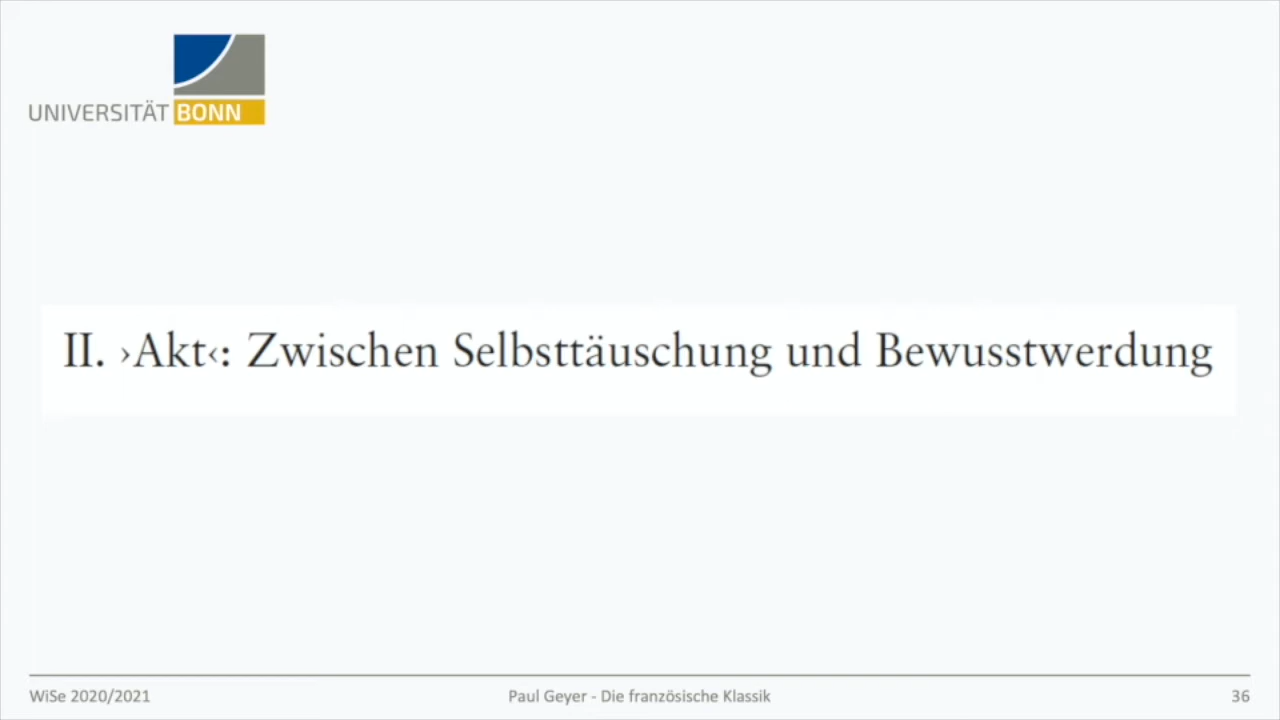 UNIVERSITÄT BONN
II. ›Akt‹: Zwischen Selbsttäuschung und Bewusstwerdung
WiSe 2020/2021
Paul Geyer - Die französische Klassik
36